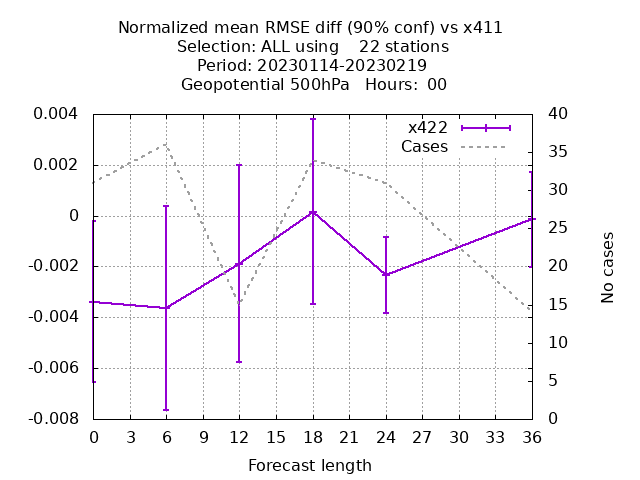 Normalized mean RMSE diff (90% conf) vs x411
Selection: ALL using    22 stations
Period: 20230114-20230219
Geopotential 500hPa   Hours:  00
x422
Cases
0.004
0.002
0
-0.002
-0.004
-0.006
-0.008
40
35
30
25
20
15
10
5
0
No cases
0 3 6 9 12 15 18 21 24 27 30 33 36
Forecast length